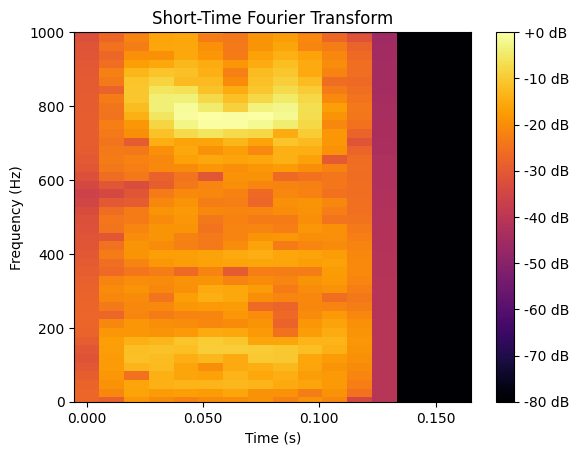 Short-Time Fourier Transform
Frequency (Hz)
1000
800
600
400
200
0
0.000
0.050
0.100
0.150
Time (s)
+0 dB
-10 dB
-20 dB
-30 dB
-40 dB
-50 dB
-60 dB
-70 dB
-80 dB